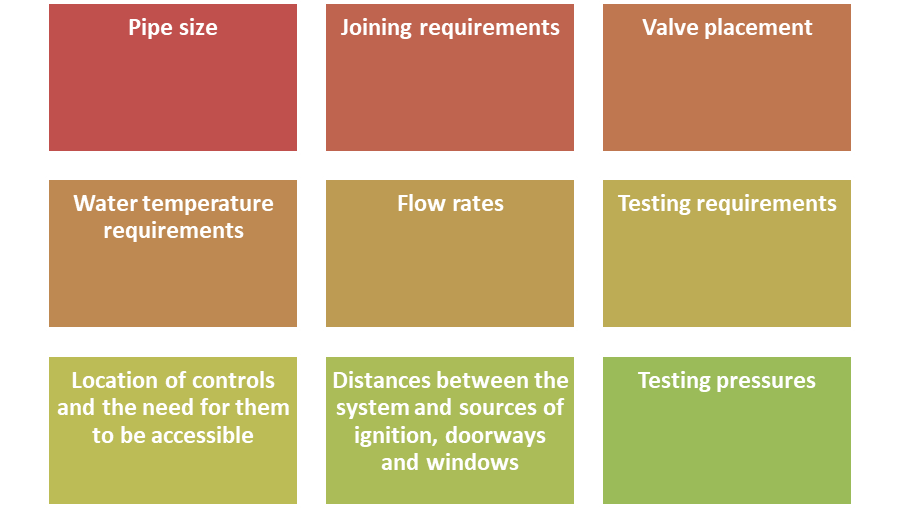 Pipe size
Joining requirements
Valve placement
Water temperature
requirements
Flow rates
Testing requirements
Location of controls
and the need for them
to be accessible
Distances between the
system and sources of
ignition, doorways
and windows
Testing pressures